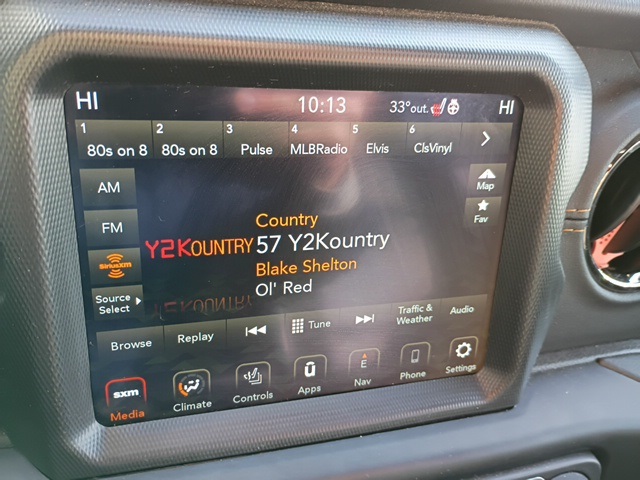 HI 10:13 33°out. HI
1 2 3 4 5 6
80s on 8 80s on 8 Pulse MLBRadio Elvis ClsVinyl
AM
Map
FM
Fav
Country
Y2KOUNTRY 57 Y2Kountry
SiriusXM
Blake Shelton
Ol' Red
Source
Select
Y2KOUNTRY
Browse Replay Tune Traffic &
Weather Audio
sxm
Media Climate Controls Apps E Nav Phone Settings